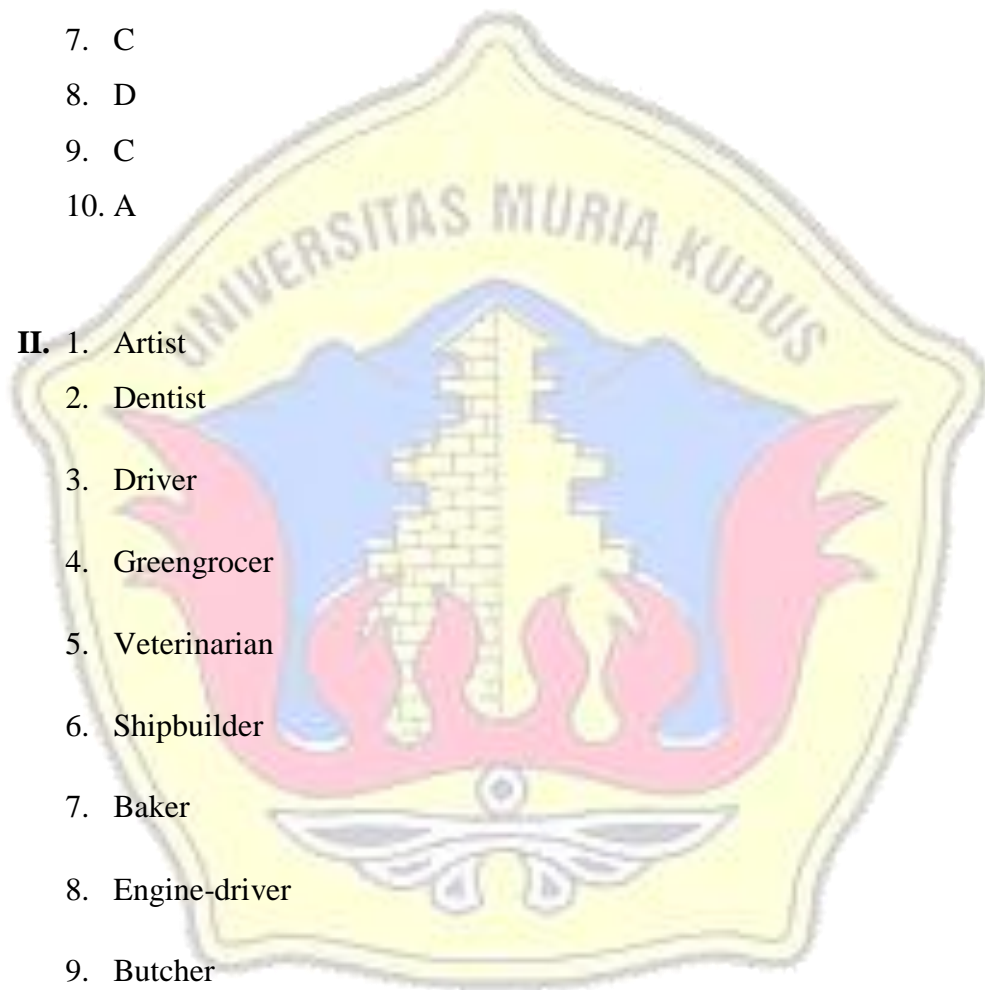 7. C
8. D
9. C
10. A
UNIVERSITAS MURIA KUDUS
II. 1. Artist
2. Dentist
3. Driver
4. Greengrocer
5. Veterinarian
6. Shipbuilder
7. Baker
8. Engine-driver
9. Butcher